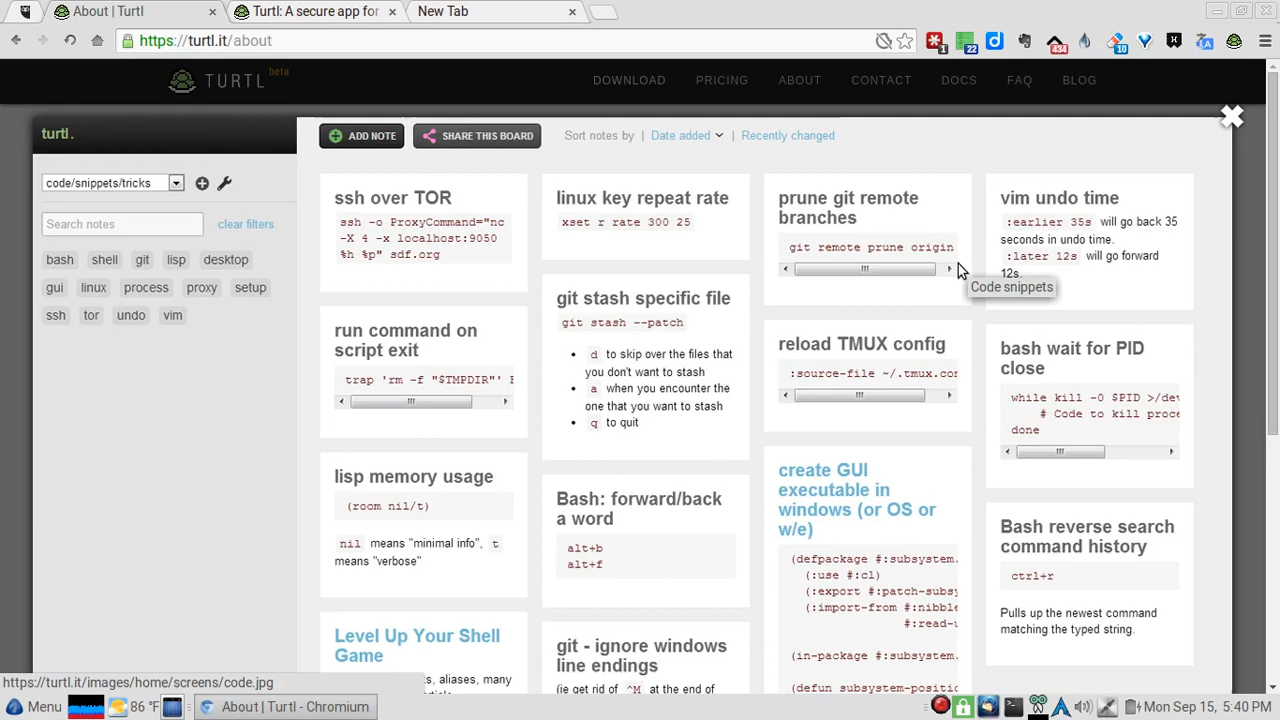 About | Turtl
Turtl: A secure app for
New Tab
https://turtl.it/about
1
22
d
434
10
TURTL beta
DOWNLOAD
PRICING
ABOUT
CONTACT
DOCS
FAQ
BLOG
turtl.
ADD NOTE
SHARE THIS BOARD
Sort notes by | Date added | Recently changed
code/snippets/tricks
Search notes
clear filters
bash shell git lisp desktop
gui linux process proxy setup
ssh tor undo vim
ssh over TOR
ssh -o ProxyCommand="nc
-X 4 -x localhost:9050
%h %p" sdf.org
run command on
script exit
trap 'rm -f "$TMPDIR"' E
lisp memory usage
(room nil/t)
nil means "minimal info", t
means "verbose"
Level Up Your Shell
Game
ts, aliases, many
linux key repeat rate
xset r rate 300 25
git stash specific file
git stash --patch
• d to skip over the files that
you don't want to stash
• a when you encounter the
one that you want to stash
• q to quit
Bash: forward/back
a word
alt+b
alt+f
git - ignore windows
line endings
(ie get rid of ^M at the end of
prune git remote
branches
git remote prune origin
Code snippets
reload TMUX config
:source-file ~/.tmux.con
create GUI
executable in
windows (or OS or
w/e)
(defpackage #:subsystem.
(:use #:cl)
(:export #:patch-subsy
(:import-from #:nibble
#:read-u
(in-package #:subsystem.
(defun subsystem-positio
vim undo time
:earlier 35s will go back 35
seconds in undo time.
:later 12s will go forward
12s.
bash wait for PID
close
while kill -0 $PID >/dev
# Code to kill proce
done
Bash reverse search
command history
ctrl+r
Pulls up the newest command
matching the typed string.
https://turtl.it/images/home/screens/code.jpg
Menu
86 °F
About | Turtl - Chromium
Mon Sep 15, 5:40 PM